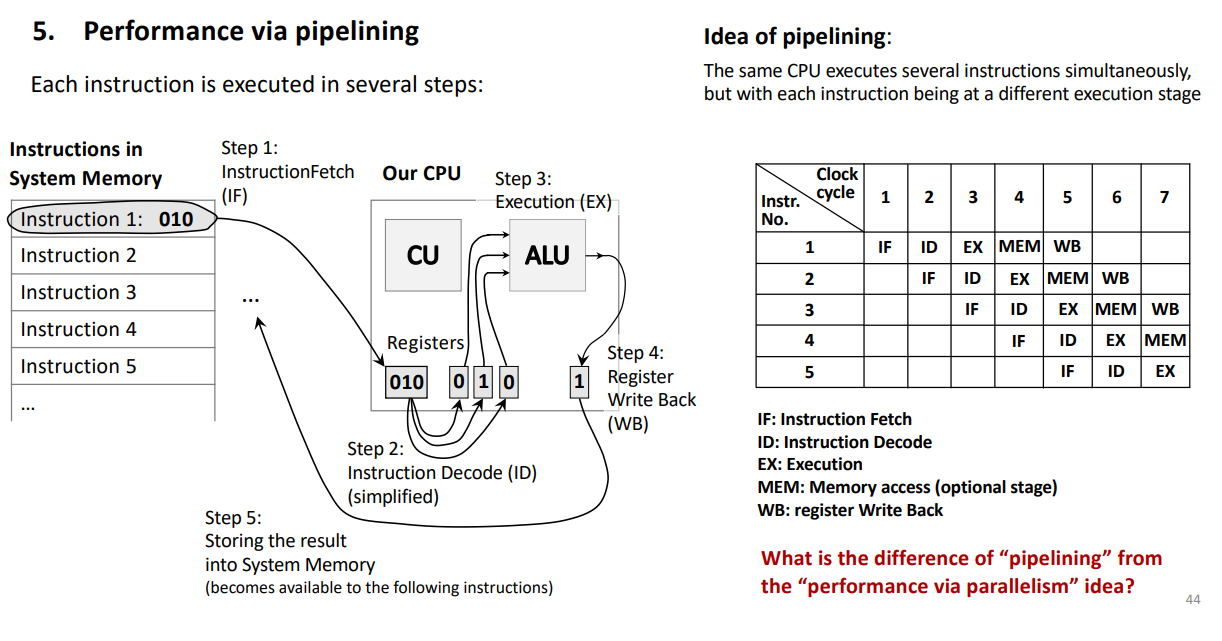 5. Performance via pipelining
Each instruction is executed in several steps:
Instructions in
System Memory
Instruction 1: 010
Instruction 2
Instruction 3
Instruction 4
Instruction 5
...
Step 1:
InstructionFetch
(IF)
...
Our CPU
Step 3:
Execution (EX)
CU
ALU
Registers
010
0
1
0
1
Step 4:
Register
Write Back
(WB)
Step 2:
Instruction Decode (ID)
(simplified)
Step 5:
Storing the result
into System Memory
(becomes available to the following instructions)
Idea of pipelining:
The same CPU executes several instructions simultaneously,
but with each instruction being at a different execution stage
Clock
cycle
Instr.
No.
1 2 3 4 5 6 7
1 IF ID EX MEM WB
2 IF ID EX MEM WB
3 IF ID EX MEM WB
4 IF ID EX MEM
5 IF ID EX
IF: Instruction Fetch
ID: Instruction Decode
EX: Execution
MEM: Memory access (optional stage)
WB: register Write Back
What is the difference of “pipelining” from
the “performance via parallelism” idea?
44